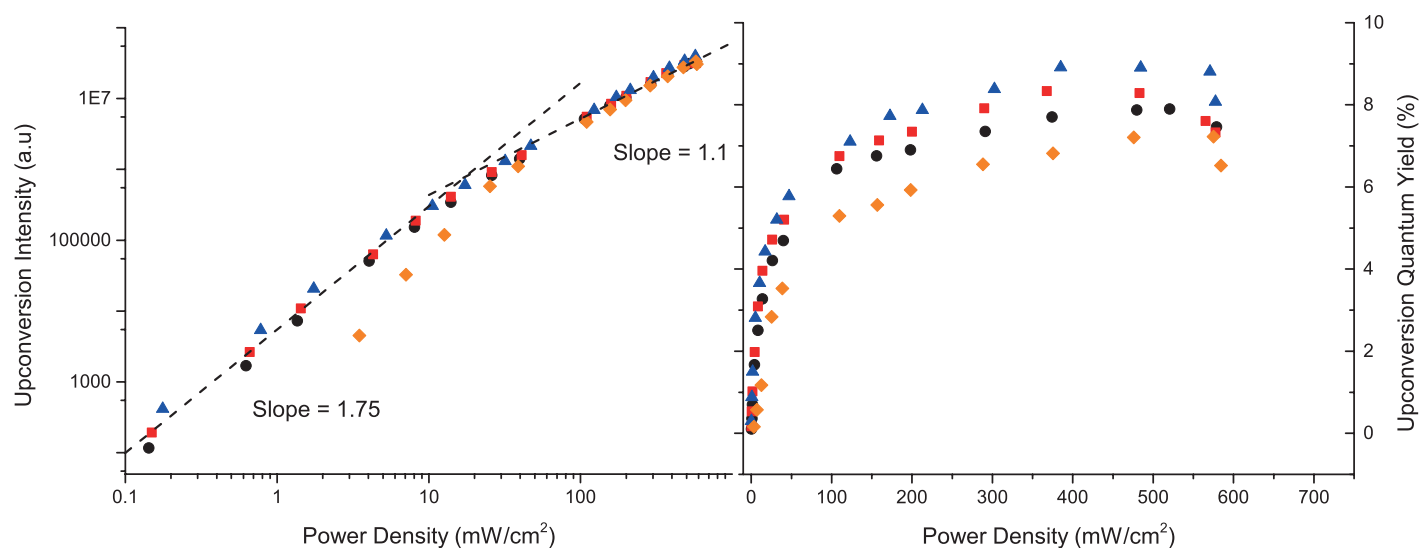 Upconversion Intensity (a.u)
1E7
100000
1000
Slope = 1.1
Slope = 1.75
0.1 1 10 100
Power Density (mW/cm²)
10
8
6
4
2
0
Upconversion Quantum Yield (%)
0 100 200 300 400 500 600 700
Power Density (mW/cm²)